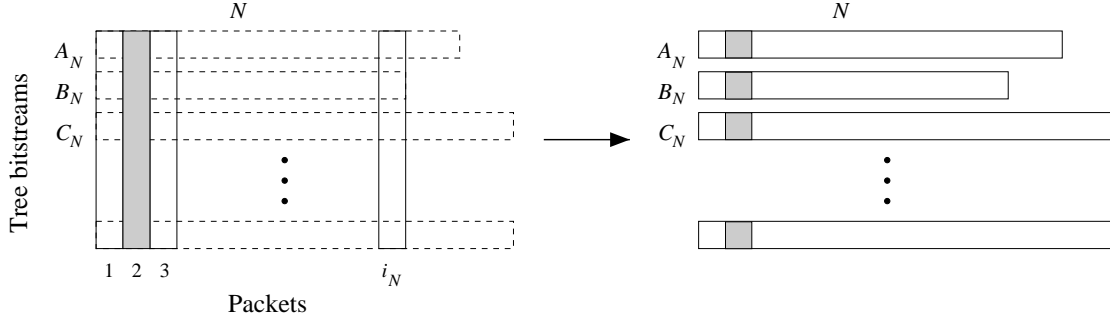 N
A_N
B_N
C_N
Tree bitstreams
1 2 3 i_N
Packets
N
A_N
B_N
C_N